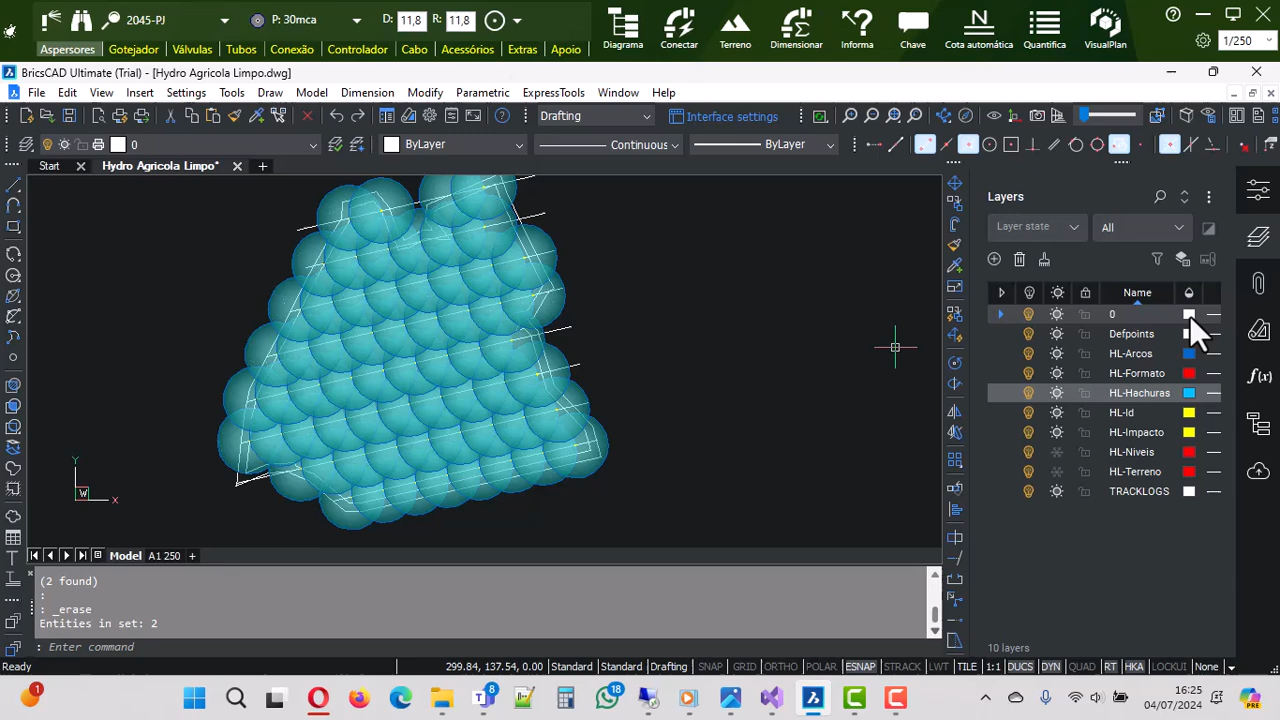 2045-PJ P: 30mca D: 11,8 R: 11,8 1/250
Aspersores Gotejador Válvulas Tubos Conexão Controlador Cabo Acessórios Extras Apoio
Diagrama Conectar Terreno Dimensionar Informa Chave Cota automática Quantifica VisualPlan
BricsCAD Ultimate (Trial) - [Hydro Agricola Limpo.dwg]
File Edit View Insert Settings Tools Draw Model Dimension Modify Parametric ExpressTools Window Help
Drafting Interface settings
0 ByLayer Continuous ByLayer
Start Hydro Agricola Limpo*
Layers
Layer state All
Name
0
Defpoints
HL-Arcos
HL-Formato
HL-Hachuras
HL-Id
HL-Impacto
HL-Niveis
HL-Terreno
TRACKLOGS
10 layers
Y
W X
Model A1 250
(2 found)
:
: _erase
Entities in set: 2
: Enter command
Ready 299.84, 137.54, 0.00 Standard Standard Drafting SNAP GRID ORTHO POLAR ESNAP STRACK LWT TILE 1:1 DUCS DYN QUAD RT HKA LOCKUI None
1 8 18 16:25
04/07/2024
PRE